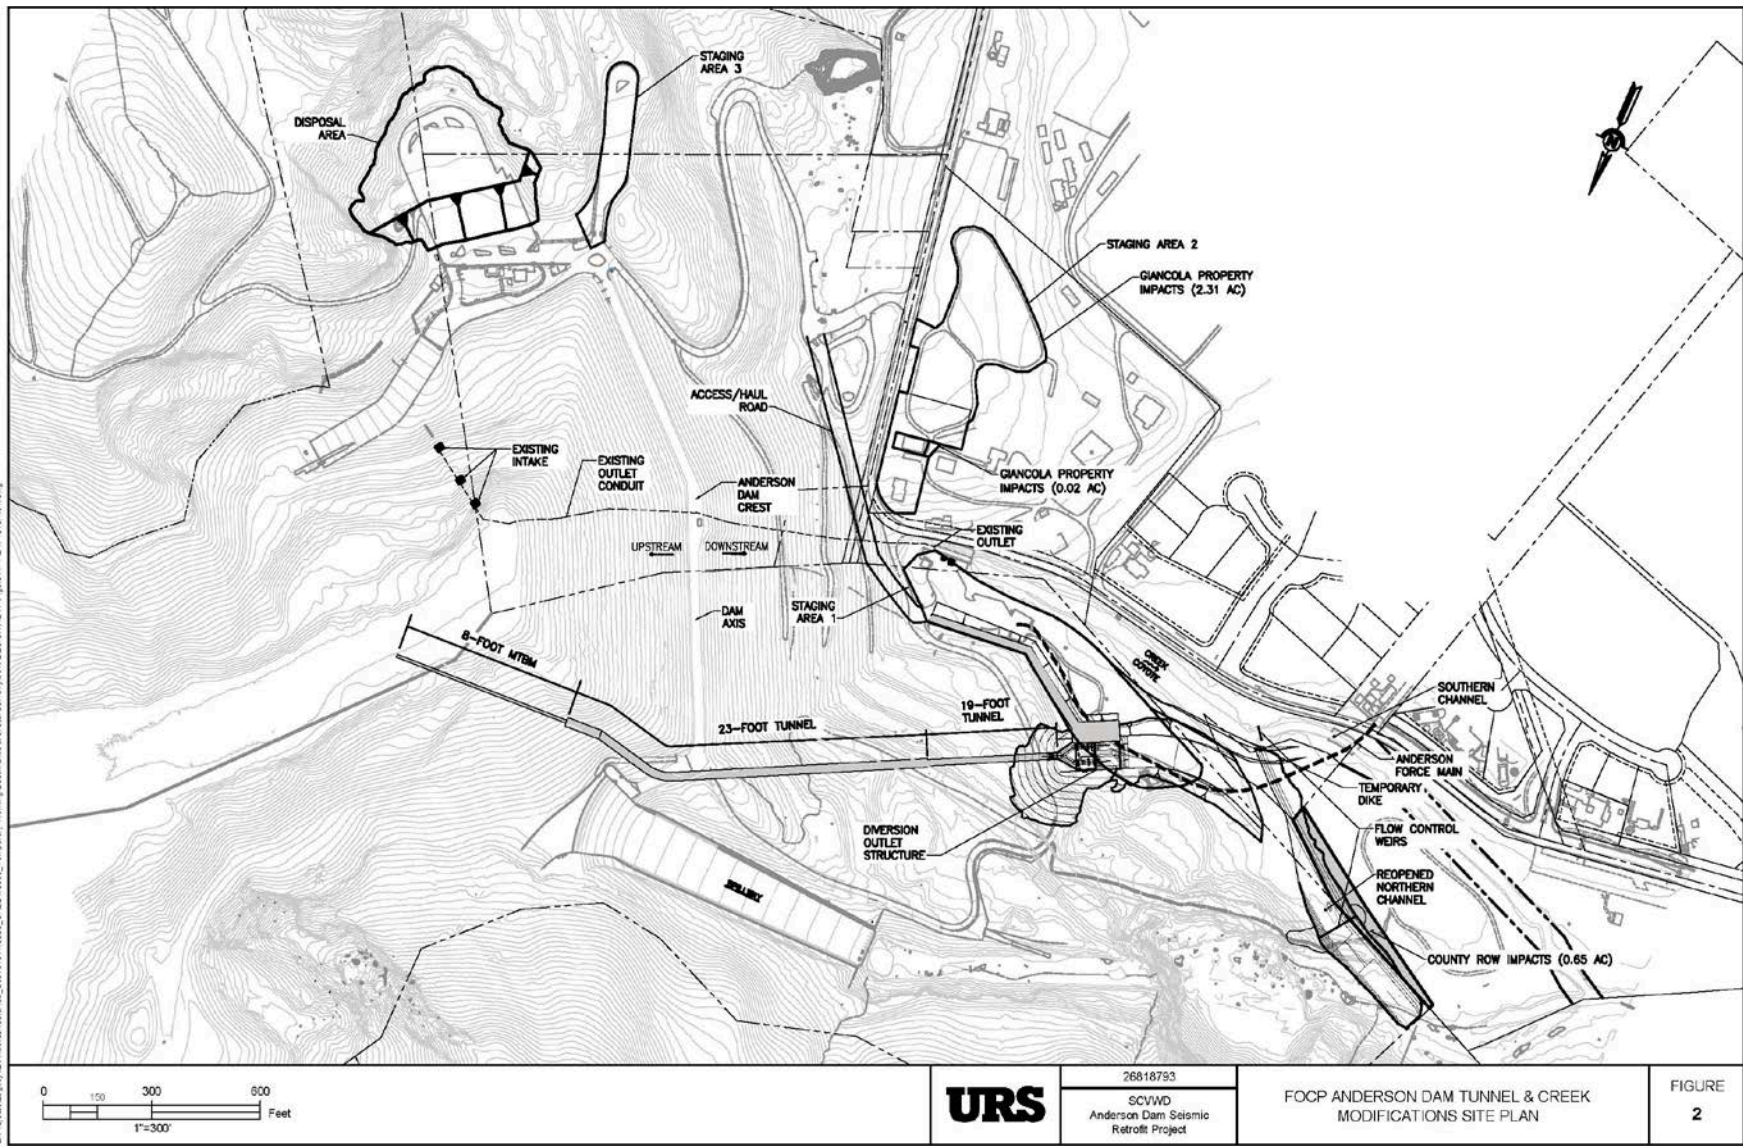 STAGING
AREA 3
DISPOSAL
AREA
N
STAGING AREA 2
GIANCOLA PROPERTY
IMPACTS (2.31 AC)
ACCESS/HAUL
ROAD
EXISTING
INTAKE
EXISTING
OUTLET
CONDUIT
ANDERSON
DAM
CREST
GIANCOLA PROPERTY
IMPACTS (0.02 AC)
EXISTING
OUTLET
UPSTREAM
DOWNSTREAM
DAM
AXIS
STAGING
AREA 1
8-FOOT MTBM
CREEK
COYOTE
SOUTHERN
CHANNEL
19-FOOT
TUNNEL
23-FOOT TUNNEL
ANDERSON
FORCE MAIN
TEMPORARY
DIKE
DIVERSION
OUTLET
STRUCTURE
FLOW CONTROL
WEIRS
SPILLWAY
REOPENED
NORTHERN
CHANNEL
COUNTY ROW IMPACTS (0.65 AC)
0 150 300 600
Feet
1"=300'
URS
26818793
SCVWD
Anderson Dam Seismic
Retrofit Project
FOCP ANDERSON DAM TUNNEL & CREEK
MODIFICATIONS SITE PLAN
FIGURE
2